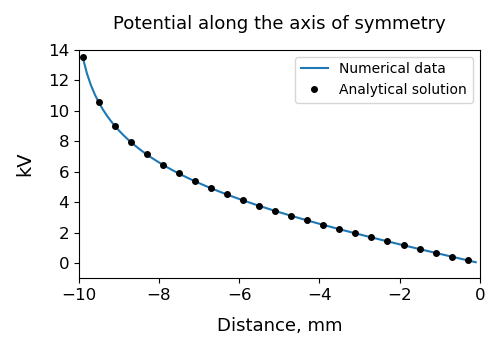 Potential along the axis of symmetry
14
12
10
8
6
4
2
0
kV
Numerical data
Analytical solution
−10 −8 −6 −4 −2 0
Distance, mm